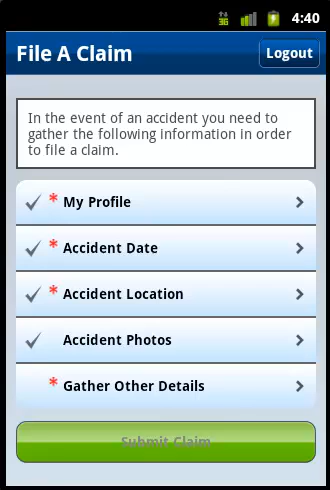 3G 4:40
File A Claim Logout
In the event of an accident you need to
gather the following information in order
to file a claim.
* My Profile
* Accident Date
* Accident Location
Accident Photos
* Gather Other Details
Submit Claim